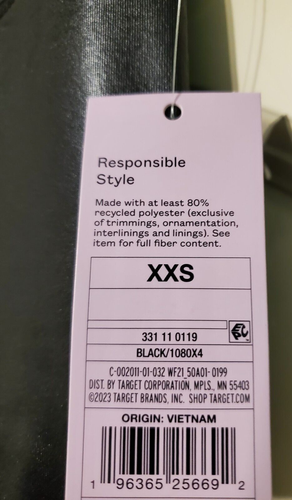 Responsible
Style
Made with at least 80%
recycled polyester (exclusive
of trimmings, ornamentation,
interlinings and linings). See
item for full fiber content.
XXS
331 11 0119
BLACK/1080X4
C-002011-01-032 WF21_50A01-0199
DIST. BY TARGET CORPORATION, MPLS., MN 55403
©2023 TARGET BRANDS, INC. SHOP TARGET.COM
ORIGIN: VIETNAM
1 96365 25669 2